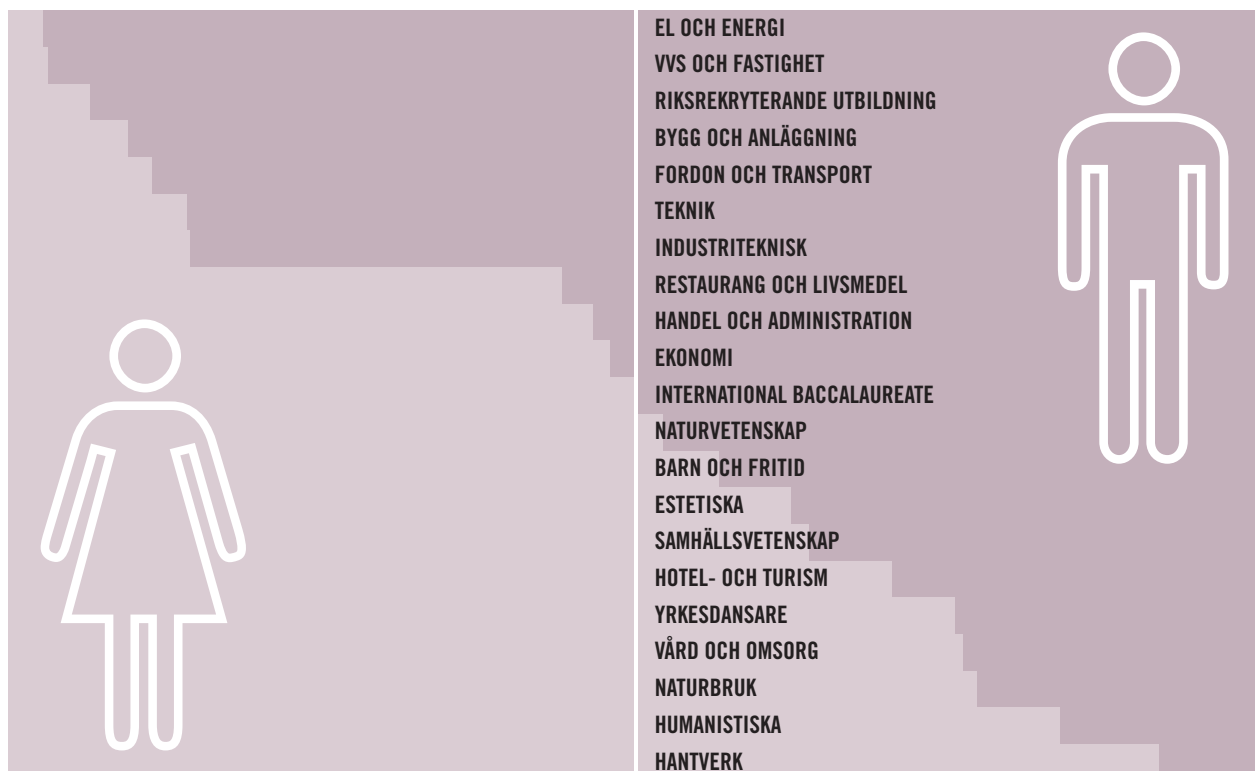 EL OCH ENERGI
VVS OCH FASTIGHET
RIKSREKRYTERANDE UTBILDNING
BYGG OCH ANLÄGGNING
FORDON OCH TRANSPORT
TEKNIK
INDUSTRITEKNISK
RESTAURANG OCH LIVSMEDEL
HANDEL OCH ADMINISTRATION
EKONOMI
INTERNATIONAL BACCALAUREATE
NATURVETENSKAP
BARN OCH FRITID
ESTETISKA
SAMHÄLLSVETENSKAP
HOTEL- OCH TURISM
YRKESDANSARE
VÅRD OCH OMSORG
NATURBRUK
HUMANISTISKA
HANTVERK